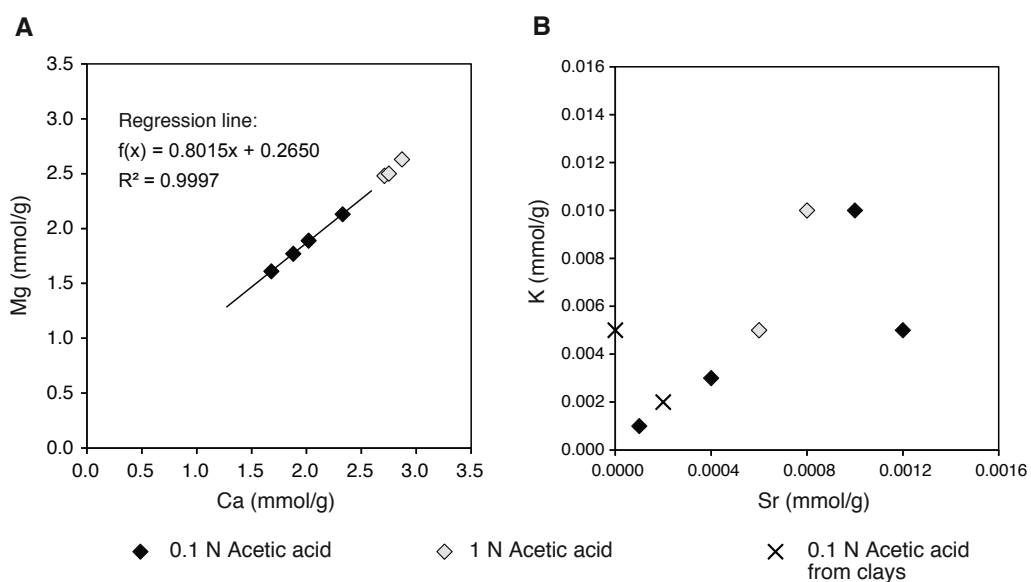 A
3.5
3.0
2.5
2.0
1.5
1.0
0.5
0.0
Mg (mmol/g)
Regression line:
f(x) = 0.8015x + 0.2650
R² = 0.9997
0.0 0.5 1.0 1.5 2.0 2.5 3.0 3.5
Ca (mmol/g)
B
0.016
0.014
0.012
0.010
0.008
0.006
0.004
0.002
0.000
K (mmol/g)
0.0000 0.0004 0.0008 0.0012 0.0016
Sr (mmol/g)
0.1 N Acetic acid
1 N Acetic acid
0.1 N Acetic acid
from clays